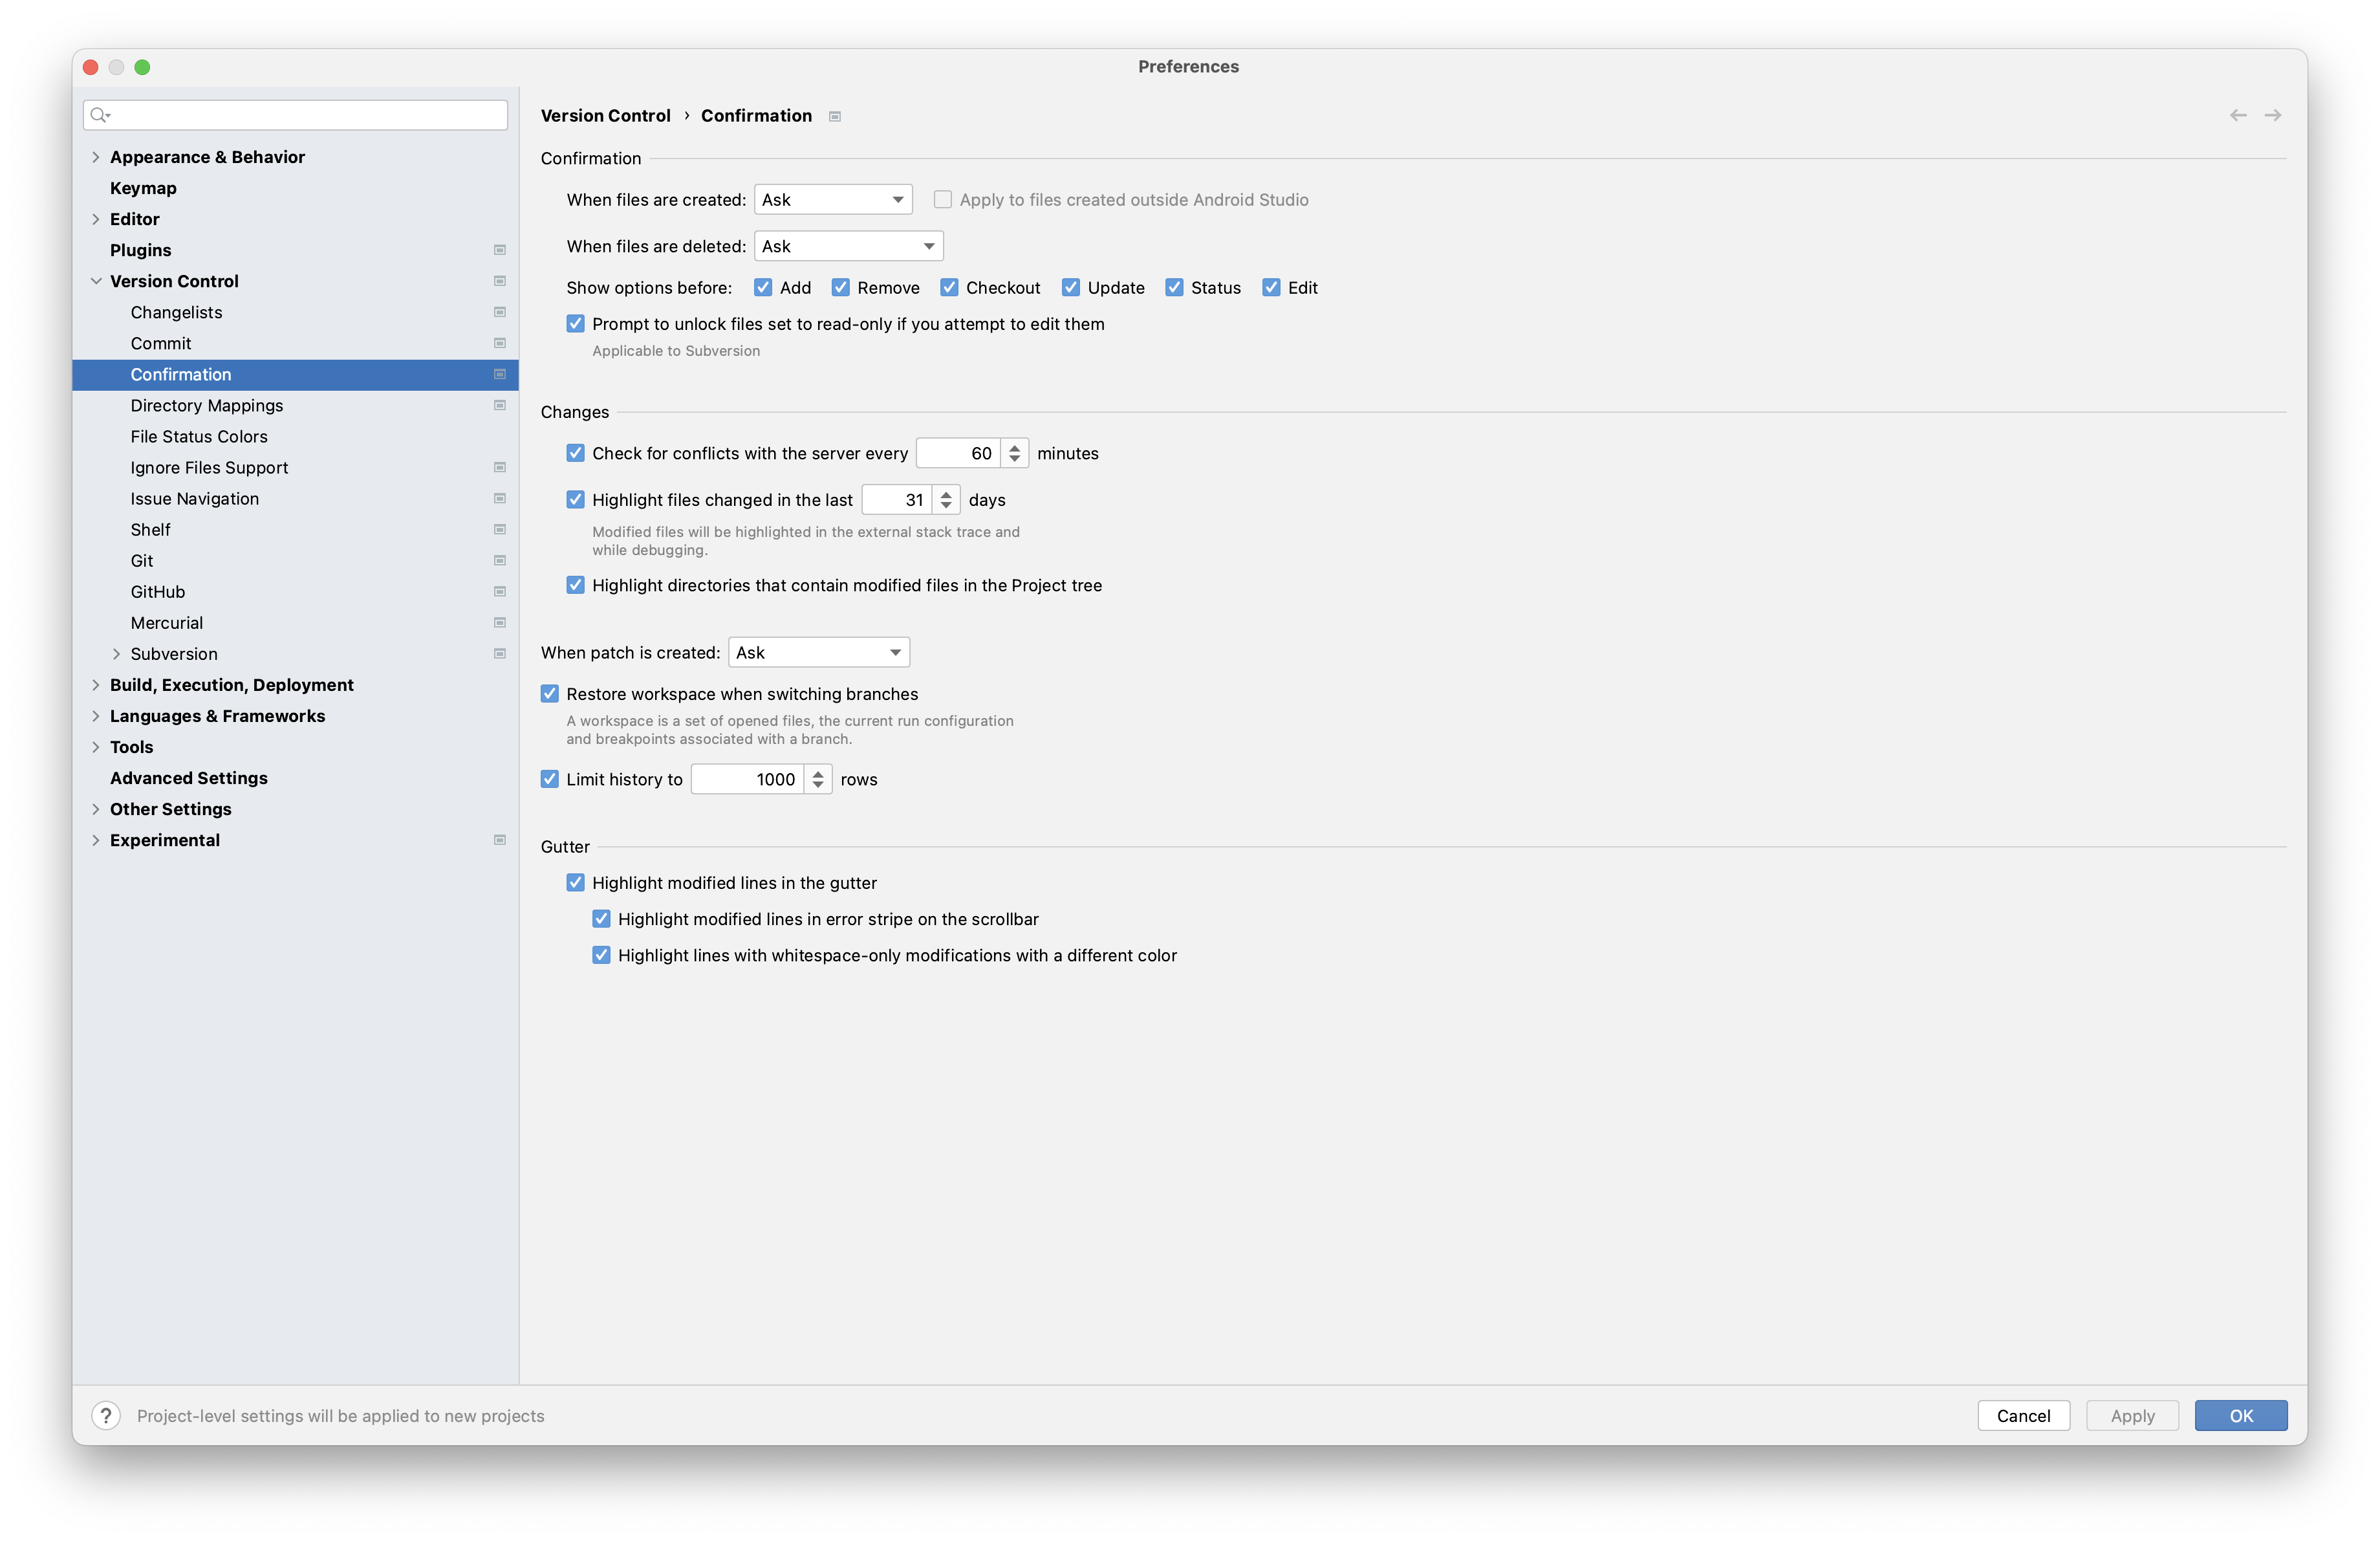 Preferences
Appearance & Behavior
Keymap
Editor
Plugins
Version Control
Changelists
Commit
Confirmation
Directory Mappings
File Status Colors
Ignore Files Support
Issue Navigation
Shelf
Git
GitHub
Mercurial
Subversion
Build, Execution, Deployment
Languages & Frameworks
Tools
Advanced Settings
Other Settings
Experimental
Version Control › Confirmation
Confirmation
When files are created: Ask Apply to files created outside Android Studio
When files are deleted: Ask
Show options before: Add Remove Checkout Update Status Edit
Prompt to unlock files set to read-only if you attempt to edit them
Applicable to Subversion
Changes
Check for conflicts with the server every 60 minutes
Highlight files changed in the last 31 days
Modified files will be highlighted in the external stack trace and
while debugging.
Highlight directories that contain modified files in the Project tree
When patch is created: Ask
Restore workspace when switching branches
A workspace is a set of opened files, the current run configuration
and breakpoints associated with a branch.
Limit history to 1000 rows
Gutter
Highlight modified lines in the gutter
Highlight modified lines in error stripe on the scrollbar
Highlight lines with whitespace-only modifications with a different color
? Project-level settings will be applied to new projects
Cancel Apply OK